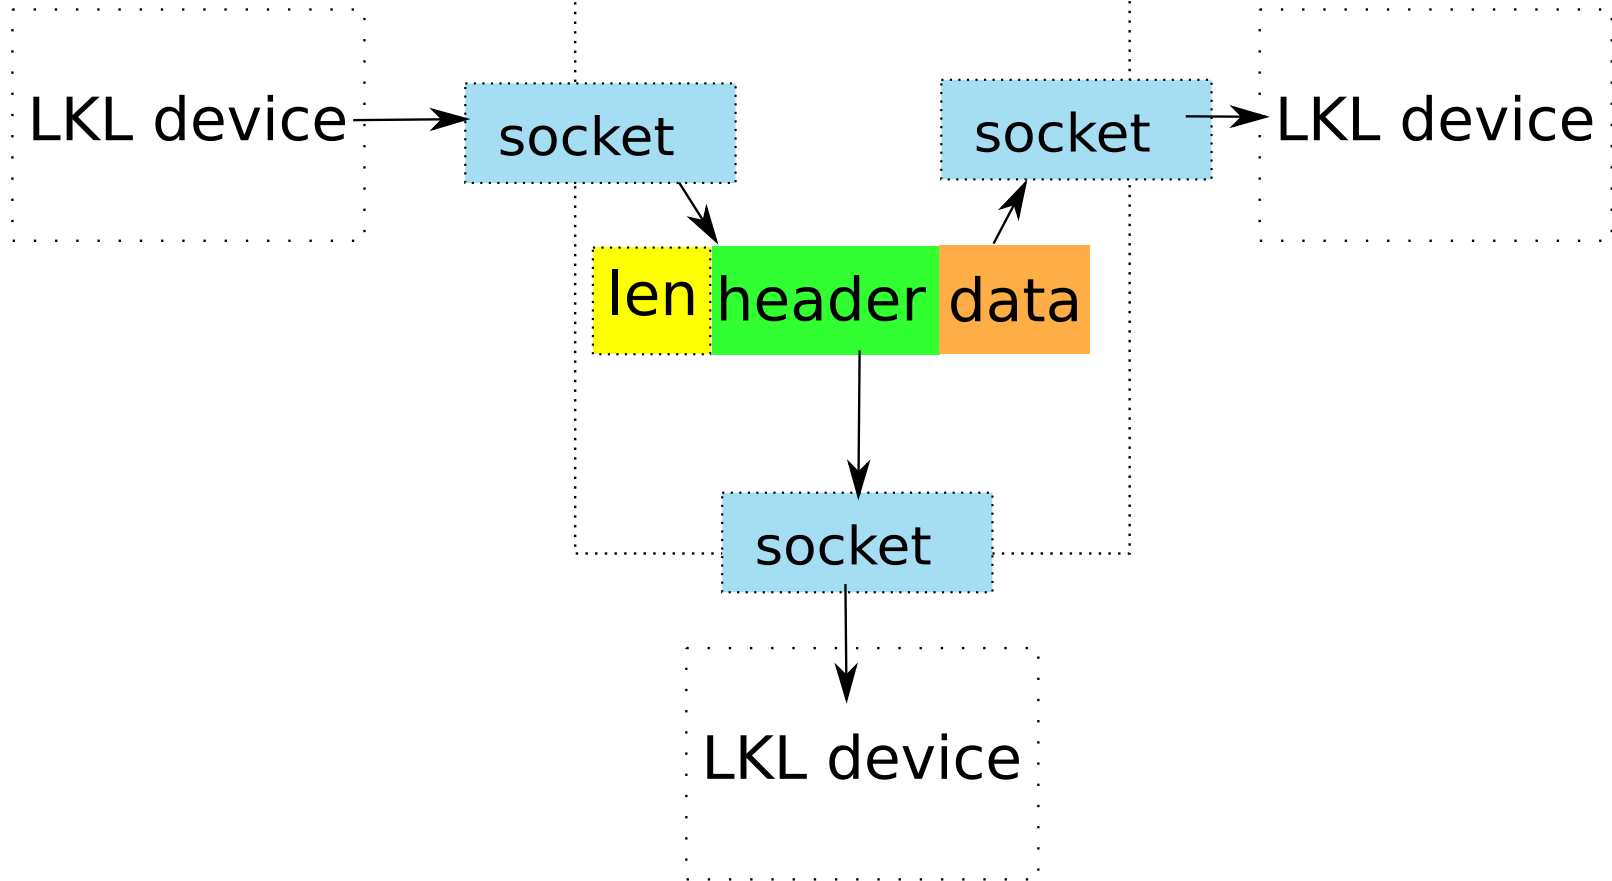 LKL device
socket
socket
LKL device
len
header
data
socket
LKL device